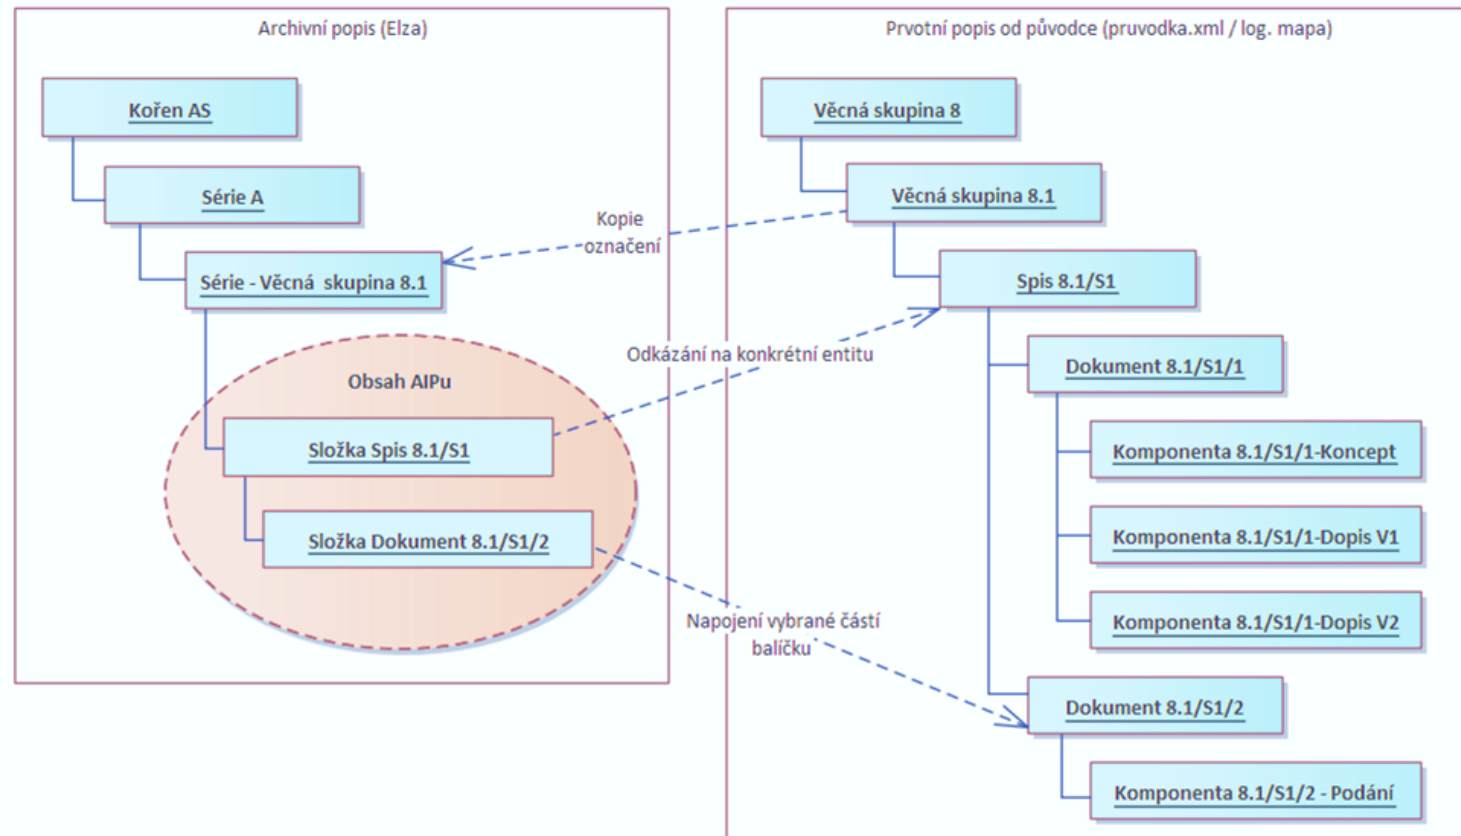 Archivní popis (Elza)
Kořen AS
Série A
Série - Věcná skupina 8.1
Obsah AIPu
Složka Spis 8.1/S1
Složka Dokument 8.1/S1/2
Kopie
označení
Odkázání na konkrétní entitu
Napojení vybrané částí
balíčku
Prvotní popis od původce (pruvodka.xml / log. mapa)
Věcná skupina 8
Věcná skupina 8.1
Spis 8.1/S1
Dokument 8.1/S1/1
Komponenta 8.1/S1/1-Koncept
Komponenta 8.1/S1/1-Dopis V1
Komponenta 8.1/S1/1-Dopis V2
Dokument 8.1/S1/2
Komponenta 8.1/S1/2 - Podání